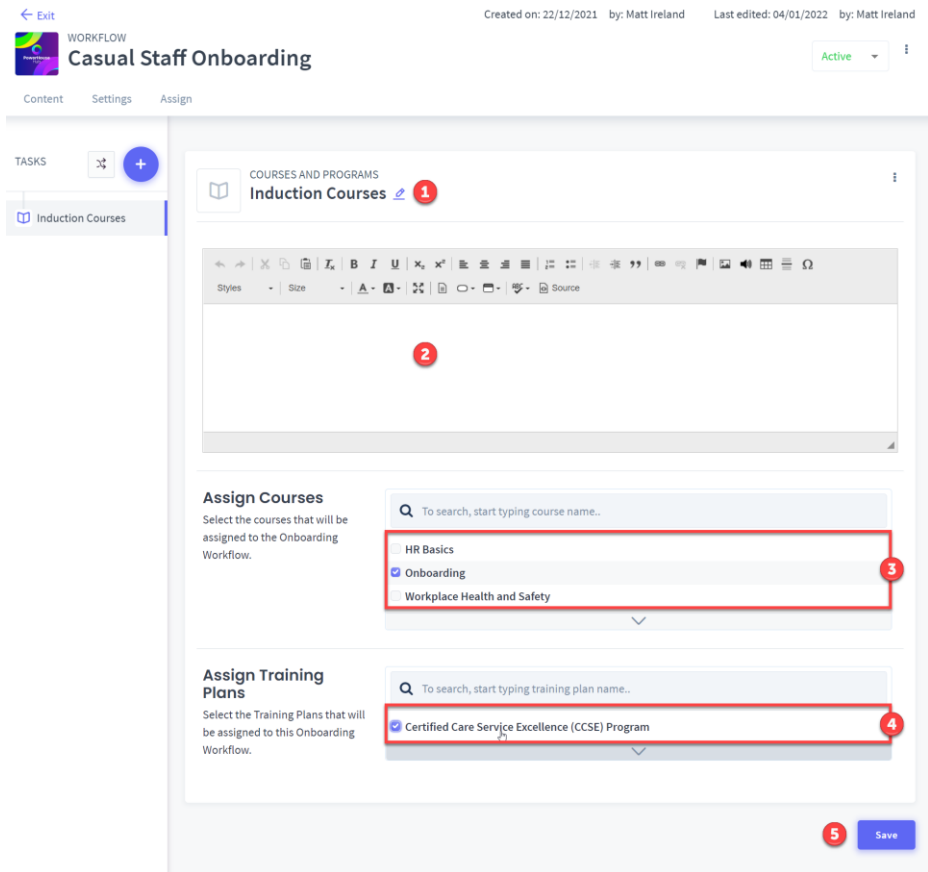 Exit
Created on: 22/12/2021 by: Matt Ireland Last edited: 04/01/2022 by: Matt Ireland
WORKFLOW
Casual Staff Onboarding
Active
Content Settings Assign
TASKS
+
Induction Courses
COURSES AND PROGRAMS
Induction Courses 1
B I U x₂ x² Ω
Styles Size A A Source
2
Assign Courses
Select the courses that will be
assigned to the Onboarding
Workflow.
To search, start typing course name..
HR Basics
Onboarding
Workplace Health and Safety
3
Assign Training
Plans
Select the Training Plans that will
be assigned to this Onboarding
Workflow.
To search, start typing training plan name..
Certified Care Service Excellence (CCSE) Program
4
5 Save